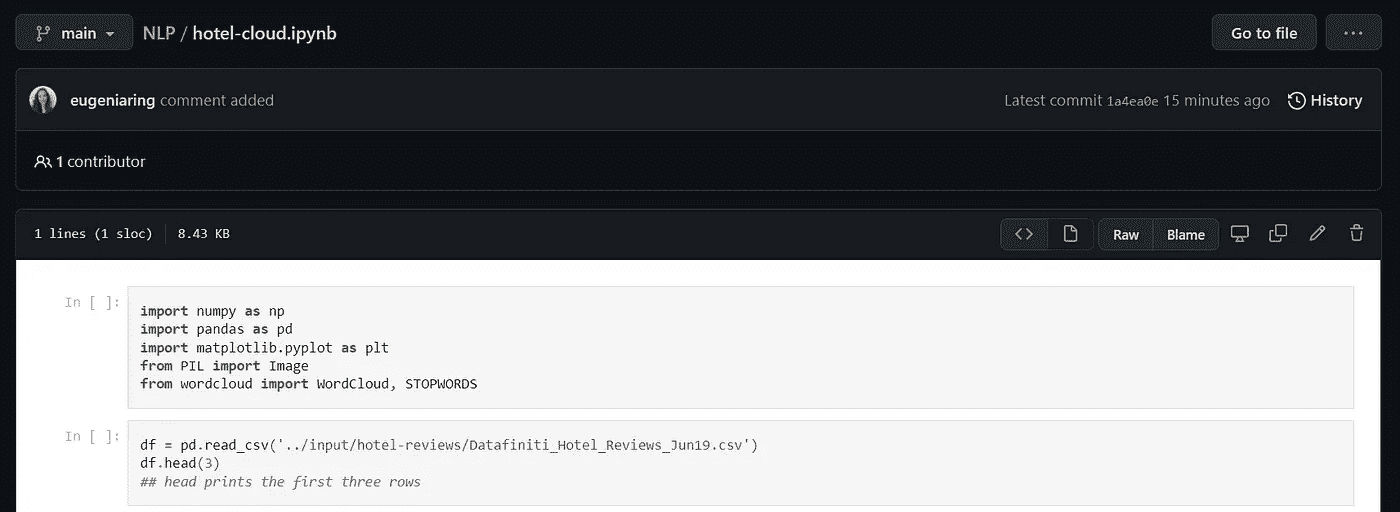 main NLP / hotel-cloud.ipynb Go to file ...
eugeniaring comment added Latest commit 1a4ea0e 15 minutes ago History
1 contributor
1 lines (1 sloc) 8.43 KB <> Raw Blame
In [ ]:
import numpy as np
import pandas as pd
import matplotlib.pyplot as plt
from PIL import Image
from wordcloud import WordCloud, STOPWORDS
In [ ]:
df = pd.read_csv('../input/hotel-reviews/Datafiniti_Hotel_Reviews_Jun19.csv')
df.head(3)
## head prints the first three rows